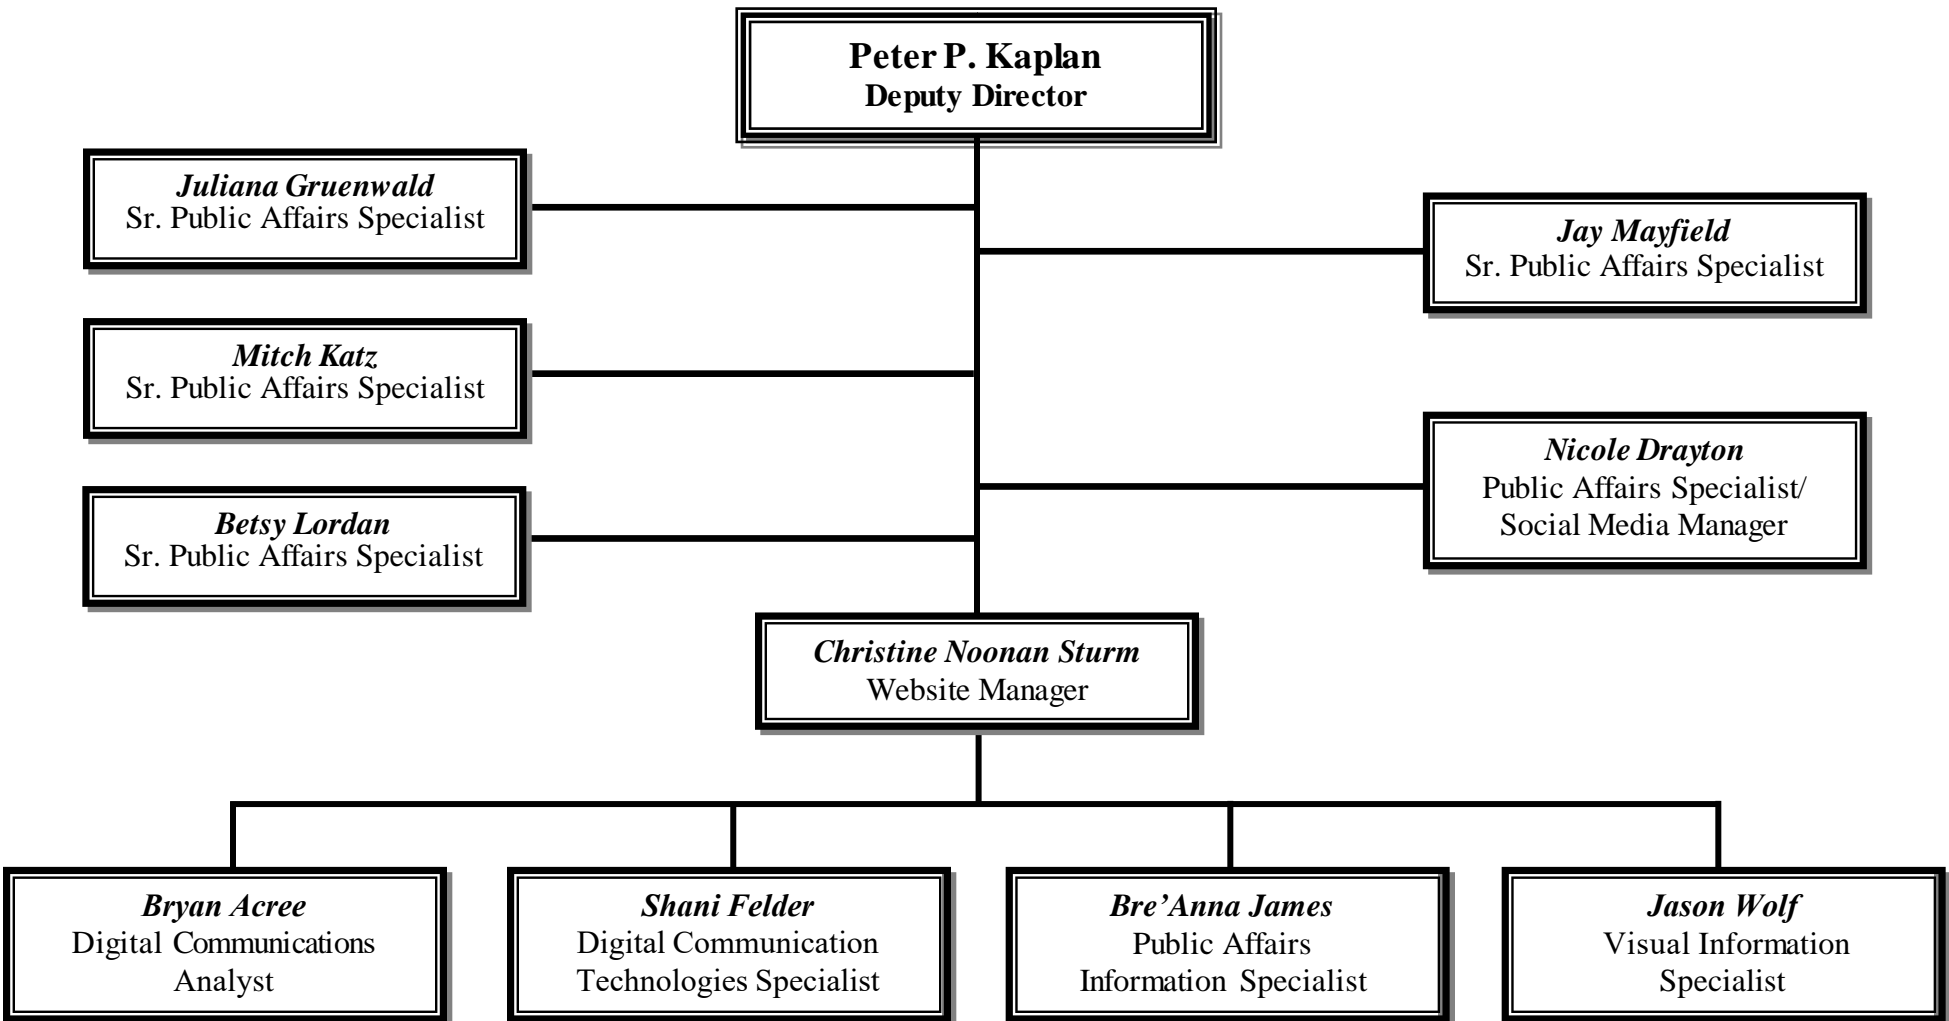 Peter P. Kaplan
Deputy Director
Juliana Gruenwald
Sr. Public Affairs Specialist
Jay Mayfield
Sr. Public Affairs Specialist
Mitch Katz
Sr. Public Affairs Specialist
Nicole Drayton
Public Affairs Specialist/
Social Media Manager
Betsy Lordan
Sr. Public Affairs Specialist
Christine Noonan Sturm
Website Manager
Bryan Acree
Digital Communications
Analyst
Shani Felder
Digital Communication
Technologies Specialist
Bre’Anna James
Public Affairs
Information Specialist
Jason Wolf
Visual Information
Specialist